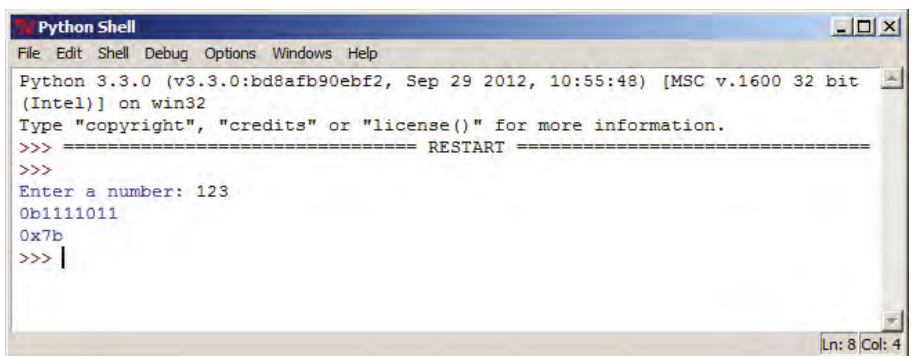 Python Shell
File Edit Shell Debug Options Windows Help
Python 3.3.0 (v3.3.0:bd8afb90ebf2, Sep 29 2012, 10:55:48) [MSC v.1600 32 bit
(Intel)] on win32
Type "copyright", "credits" or "license()" for more information.
>>> ================================ RESTART ================================
>>>
Enter a number: 123
0b1111011
0x7b
>>>
Ln: 8 Col: 4